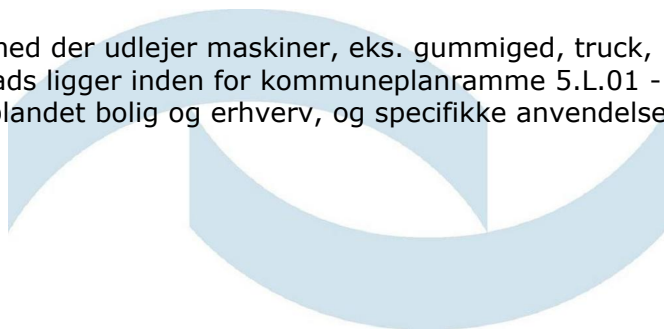 hed der udlejer maskiner, eks. gummiged, truck,
ads ligger inden for kommuneplanramme 5.L.01 -
blandet bolig og erhverv, og specifikke anvendelse